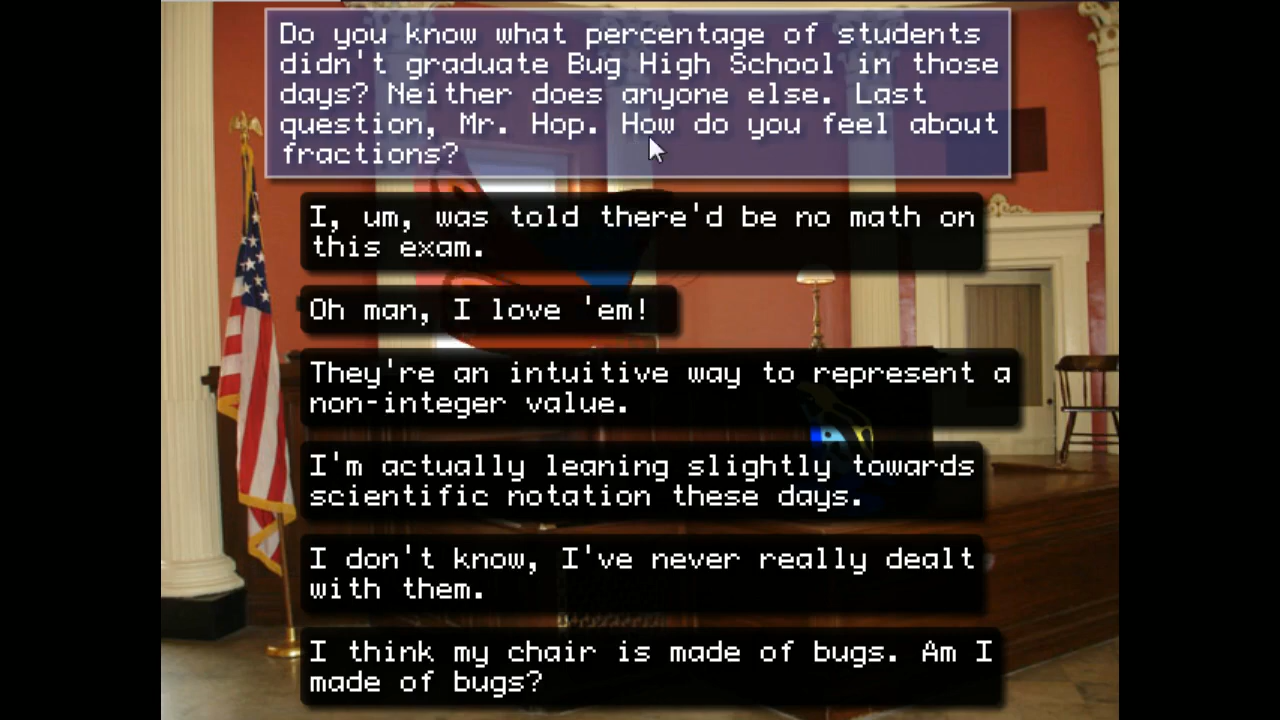 Do you know what percentage of students
didn't graduate Bug High School in those
days? Neither does anyone else. Last
question, Mr. Hop. How do you feel about
fractions?
I, um, was told there'd be no math on
this exam.
Oh man, I love 'em!
They're an intuitive way to represent a
non-integer value.
I'm actually leaning slightly towards
scientific notation these days.
I don't know, I've never really dealt
with them.
I think my chair is made of bugs. Am I
made of bugs?